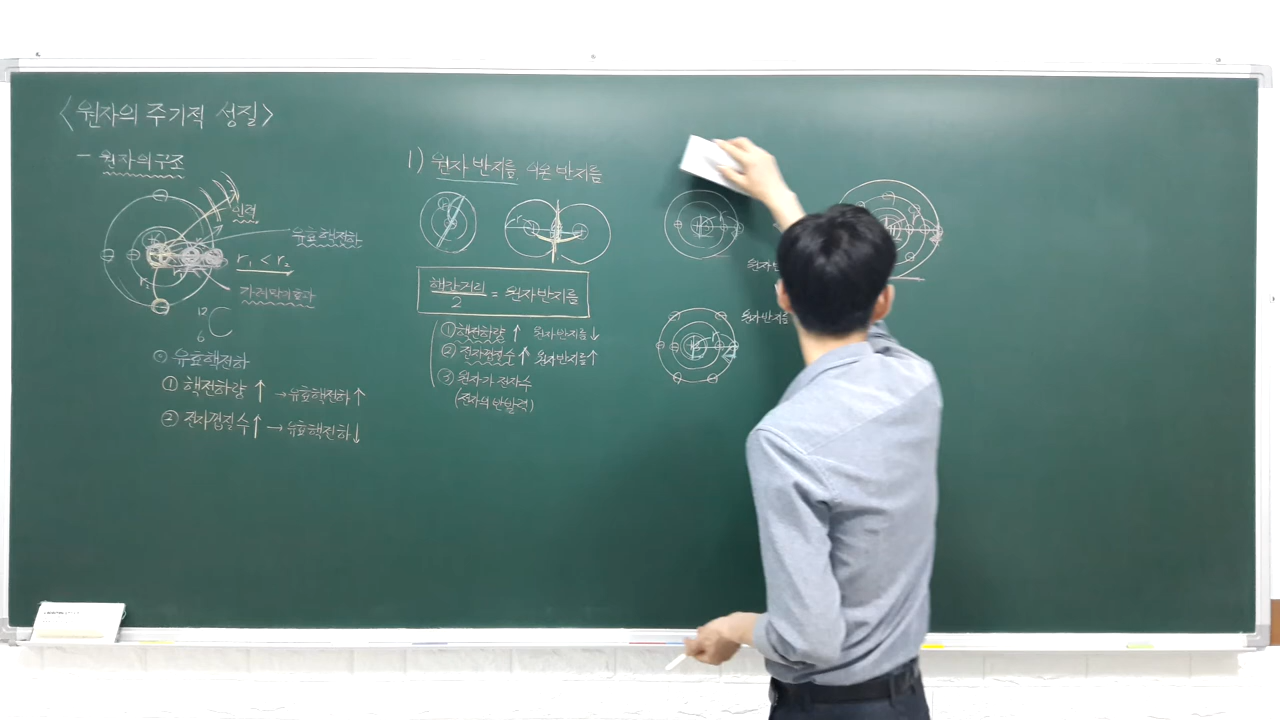 <원자의 주기적 성질>
- 원자의 구조
인력
유효핵전하
r₁ < r₂
r₂
가려막기효과
12
C
6
⊙ 유효핵전하
① 핵전하량 ↑ → 유효핵전하 ↑
② 전자껍질수 ↑ → 유효핵전하 ↓
1) 원자 반지름, 이온 반지름
r
핵간거리
2
= 원자반지름
① 핵전하량 ↑ 원자반지름 ↓
② 전자껍질수 ↑ 원자반지름 ↑
③ 원자가 전자수
(전자의 반발력)
r
원자반지름
r